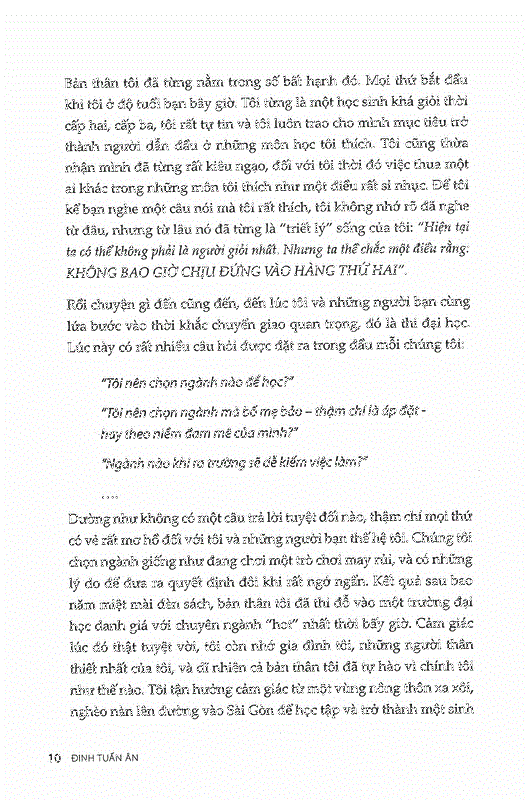 Bản thân tôi đã từng nằm trong số bất hạnh đó. Mọi thứ bắt đầu
khi tôi ở độ tuổi bạn bây giờ. Tôi từng là một học sinh khá giỏi thời
cấp hai, cấp ba, tôi rất tự tin và tôi luôn trao cho mình mục tiêu trở
thành người dẫn đầu ở những môn học tôi thích. Tôi cũng thừa
nhận mình đã từng rất kiêu ngạo, đối với tôi thời đó việc thua một
ai khác trong những môn tôi thích như một điều rất sỉ nhục. Để tôi
kể bạn nghe một câu nói mà tôi rất thích, tôi không nhớ rõ đã nghe
từ đâu, nhưng từ lâu nó đã từng là "triết lý" sống của tôi: "Hiện tại
ta có thể không phải là người giỏi nhất. Nhưng ta thề chắc một điều rằng:
KHÔNG BAO GIỜ CHỊU ĐỨNG VÀO HÀNG THỨ HAI".
Rồi chuyện gì đến cũng đến, đến lúc tôi và những người bạn cùng
lứa bước vào thời khắc chuyển giao quan trọng, đó là thi đại học.
Lúc này có rất nhiều câu hỏi được đặt ra trong đầu mỗi chúng tôi:
"Tôi nên chọn ngành nào để học?"
"Tôi nên chọn ngành mà bố mẹ bảo – thậm chí là áp đặt -
hay theo niềm đam mê của mình?"
"Ngành nào khi ra trường sẽ dễ kiếm việc làm?"
....
Dường như không có một câu trả lời tuyệt đối nào, thậm chí mọi thứ
có vẻ rất mơ hồ đối với tôi và những người bạn thế hệ tôi. Chúng tôi
chọn ngành giống như đang chơi một trò chơi may rủi, và có những
lý do để đưa ra quyết định đôi khi rất ngớ ngẩn. Kết quả sau bao
năm miệt mài đèn sách, bản thân tôi đã thi đỗ vào một trường đại
học danh giá với chuyên ngành "hot" nhất thời bấy giờ. Cảm giác
lúc đó thật tuyệt vời, tôi còn nhớ gia đình tôi, những người thân
thiết nhất của tôi, và dĩ nhiên cả bản thân tôi đã tự hào vì chính tôi
như thế nào. Tôi tận hưởng cảm giác từ một vùng nông thôn xa xôi,
nghèo nàn lên đường vào Sài Gòn để học tập và trở thành một sinh
10 ĐINH TUẤN ÂN